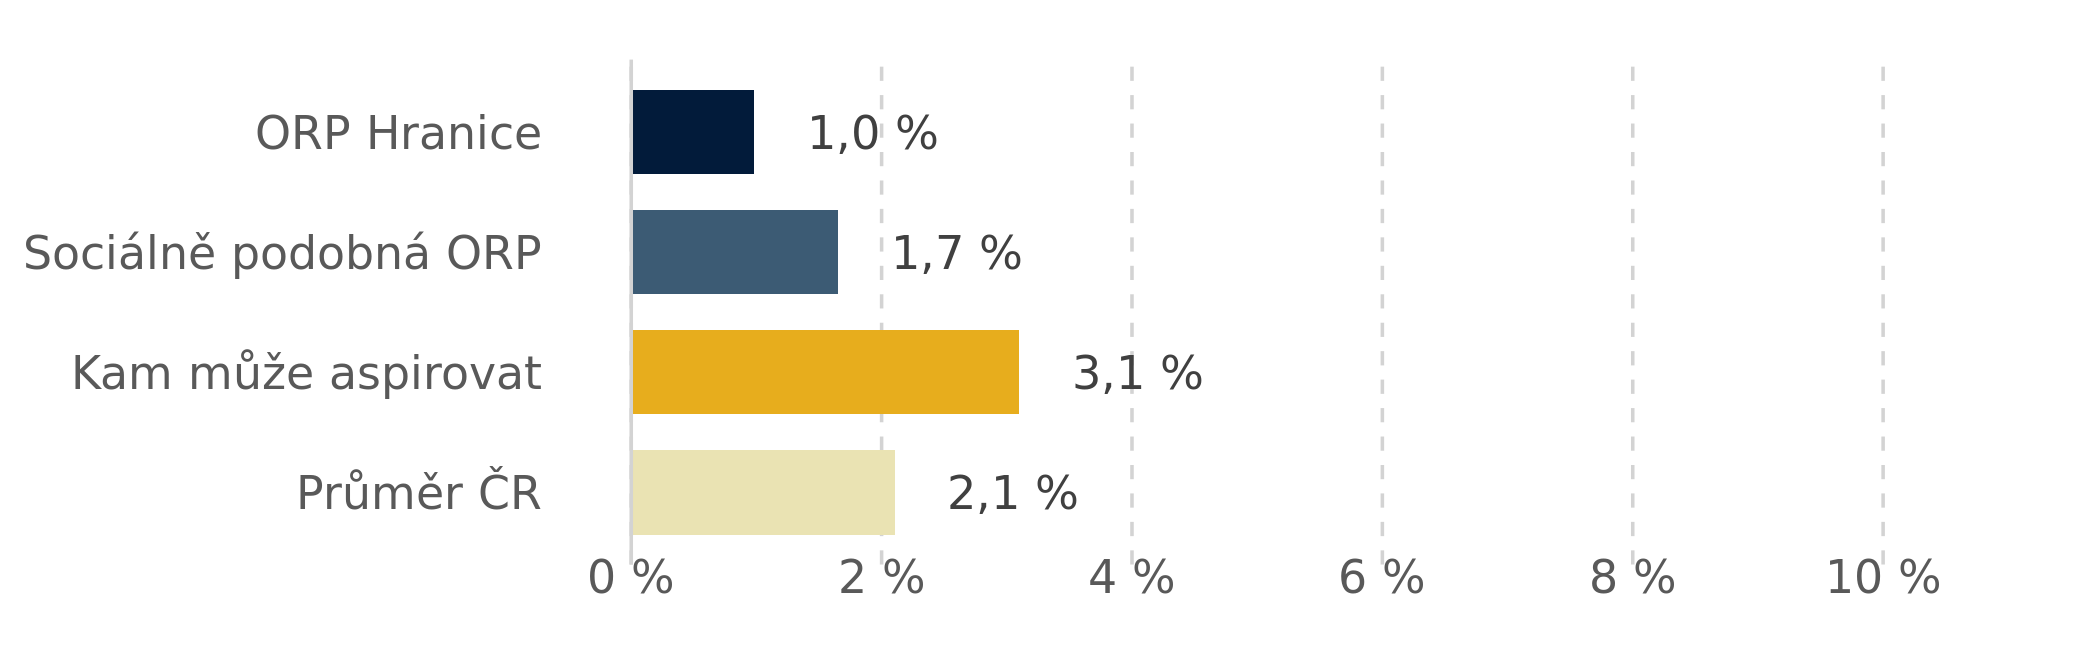 ORP Hranice 1,0 %
Sociálně podobná ORP 1,7 %
Kam může aspirovat 3,1 %
Průměr ČR 2,1 %
0 % 2 % 4 % 6 % 8 % 10 %